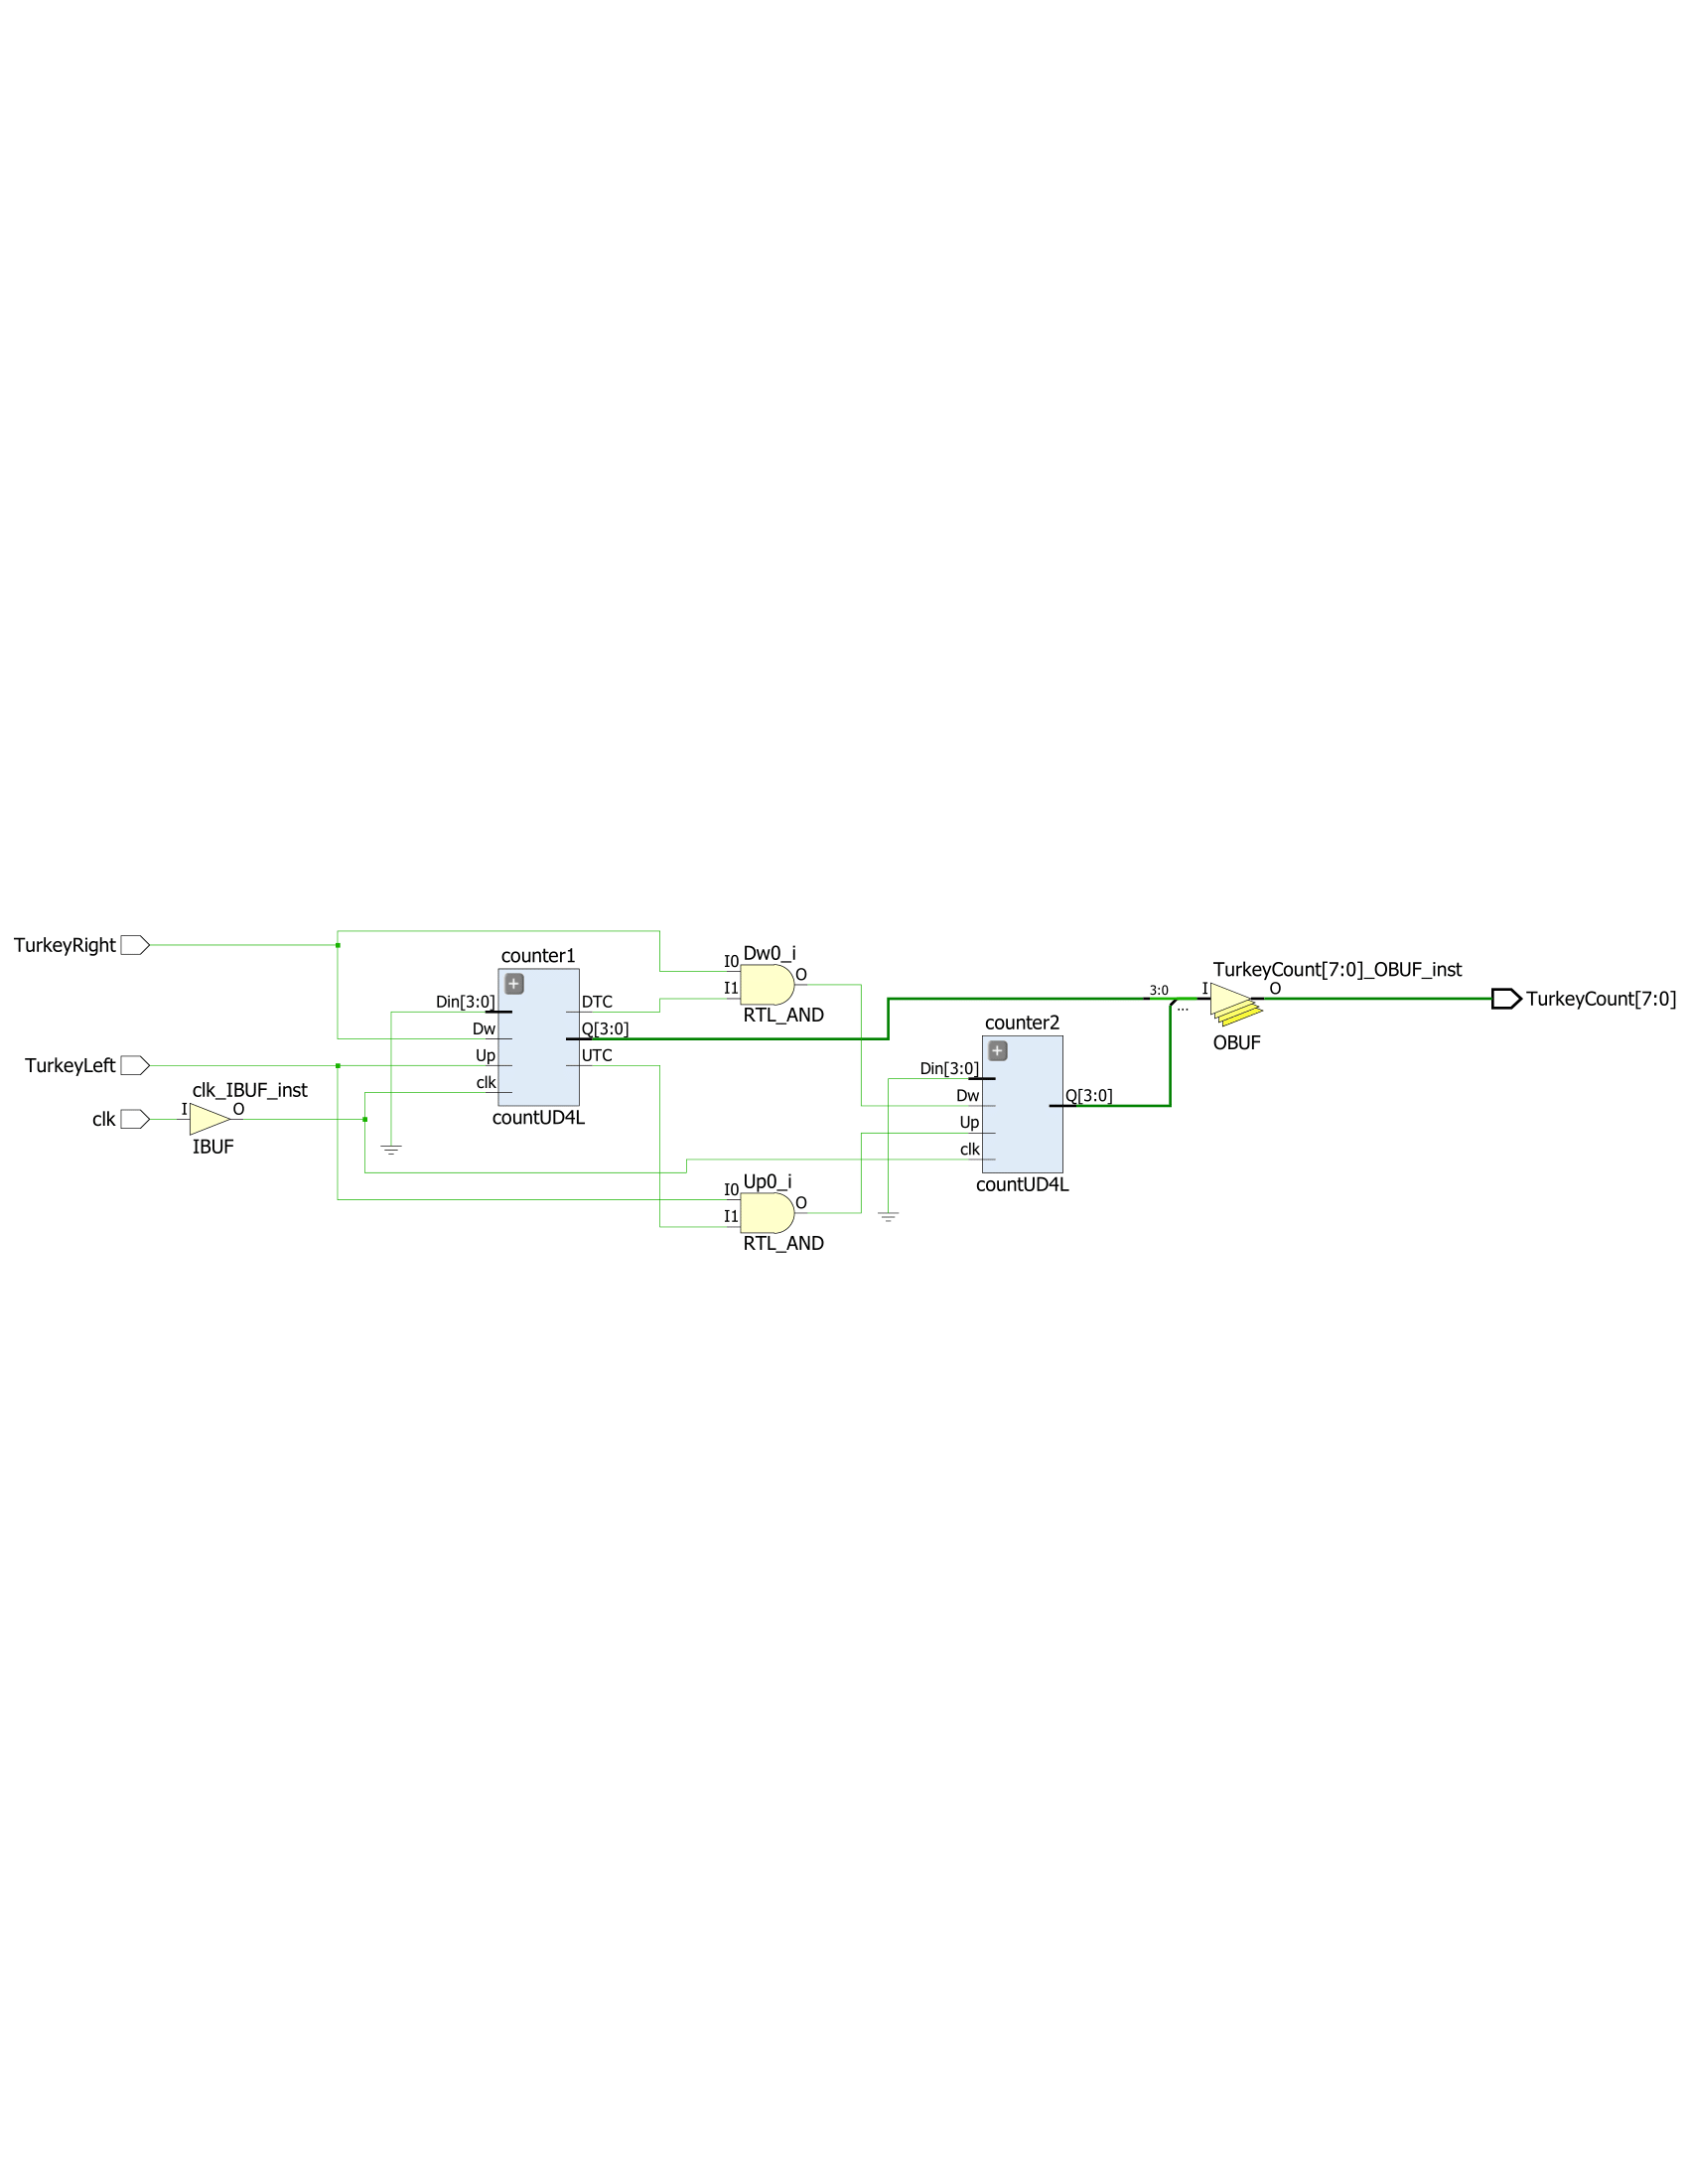 TurkeyRight
TurkeyLeft
clk
clk_IBUF_inst
I
O
IBUF
counter1
Din[3:0]
Dw
Up
clk
DTC
Q[3:0]
UTC
countUD4L
Dw0_i
I0
I1
O
RTL_AND
Up0_i
I0
I1
O
RTL_AND
counter2
Din[3:0]
Dw
Up
clk
Q[3:0]
countUD4L
3:0
...
TurkeyCount[7:0]_OBUF_inst
I
O
OBUF
TurkeyCount[7:0]